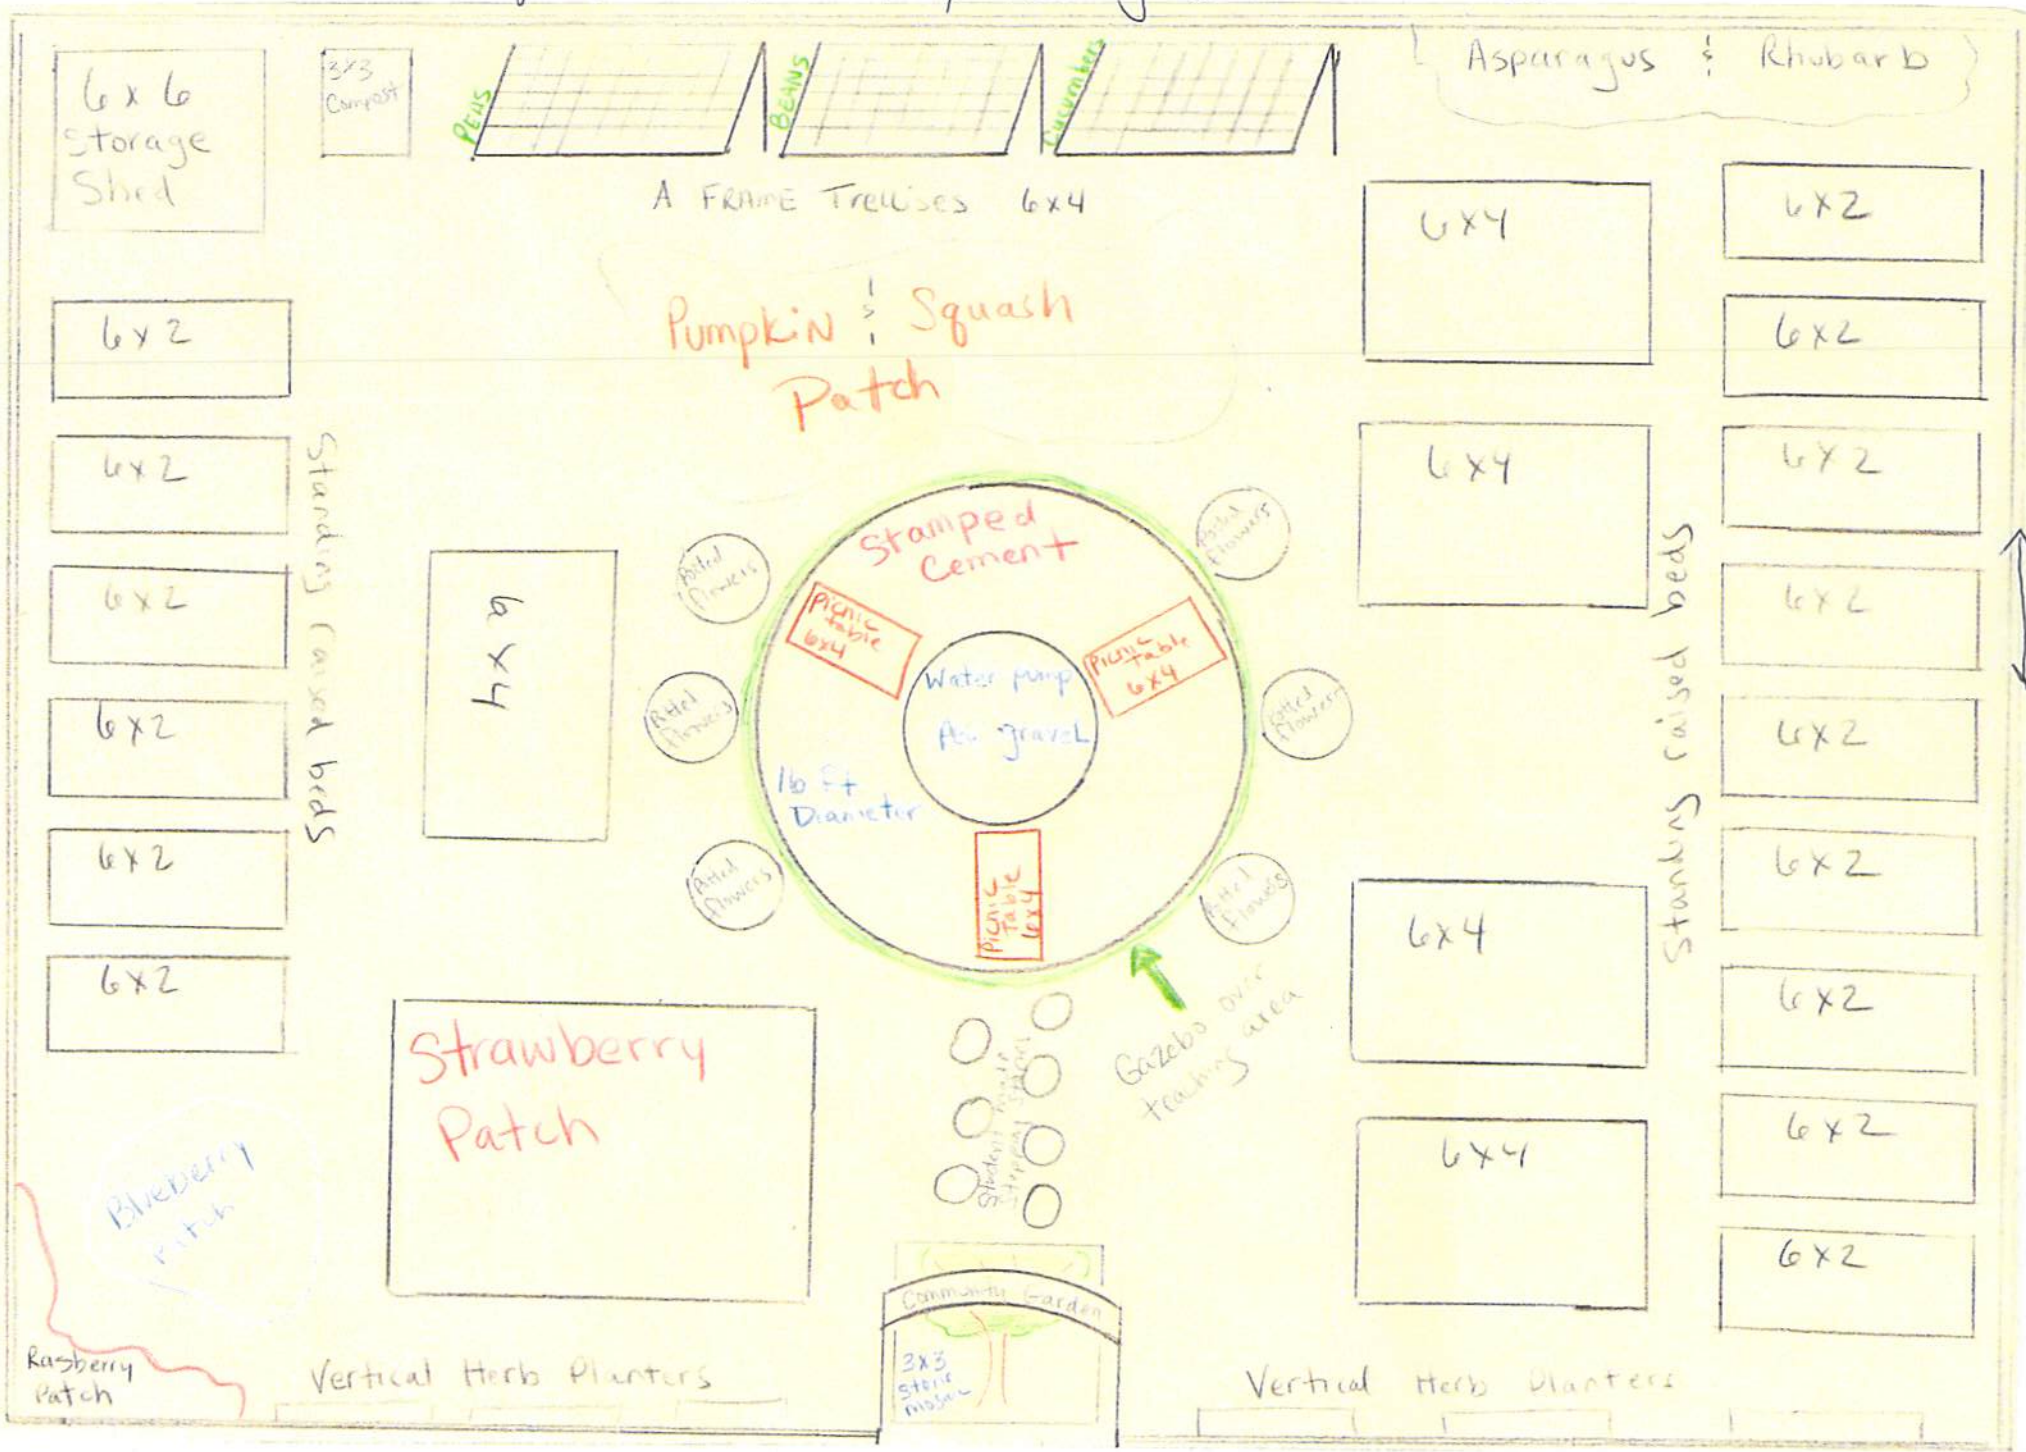 6 x 6
Storage
Shed
3x3
Compost
PEAS
BEANS
Cucumbers
Asparagus & Rhubarb
A FRAME Trellises 6x4
Pumpkin & Squash
Patch
6x4
6x4
6x4
6x4
6x2
6x2
6x2
6x2
6x2
6x2
6x2
6x2
6x2
Standing raised beds
6x2
6x2
6x2
6x2
6x2
6x2
Standing raised beds
6x4
Stamped
Cement
Picnic
table
6x4
Picnic
table
6x4
Picnic
Table
6x4
Water pump
gravel
16 Ft
Diameter
Potted
flowers
Potted
flowers
Potted
flowers
Potted
flowers
Potted
flowers
Potted
flowers
Gazebo over
teaching area
Strawberry
Patch
Student made
Stepping stones
Blueberry
Patch
Rasberry
Patch
Vertical Herb Planters
Community Garden
3x3
stone
mosaic
Vertical Herb Planters